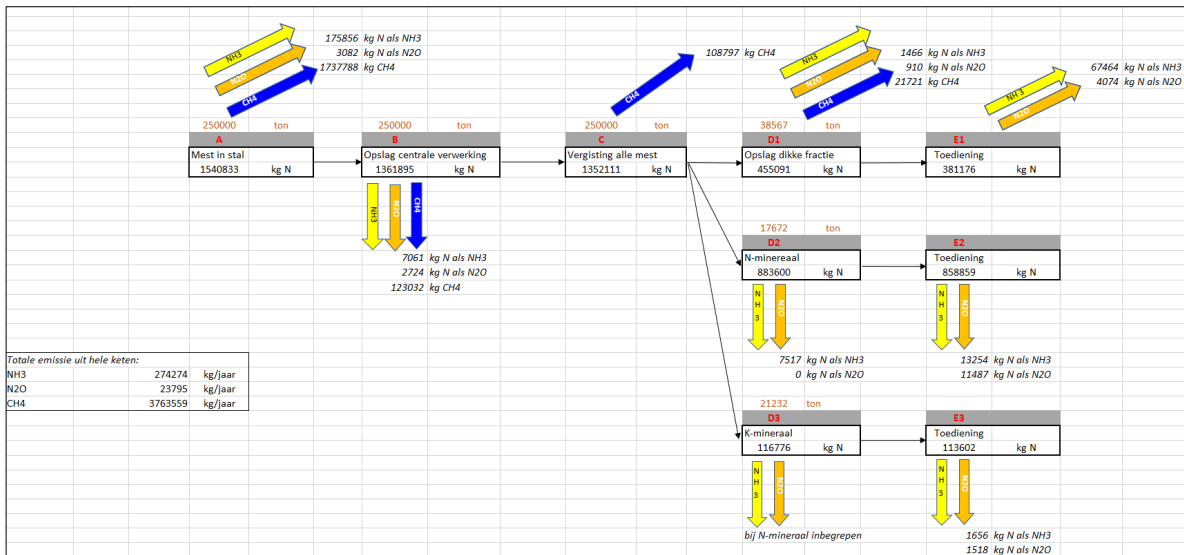 175856 kg N als NH3
3082 kg N als N2O
1737788 kg CH4
NH3
N2O
CH4
108797 kg CH4
CH4
1466 kg N als NH3
910 kg N als N2O
21721 kg CH4
NH3
N2O
CH4
67464 kg N als NH3
4074 kg N als N2O
NH 3
N2O
250000 ton
250000 ton
250000 ton
38567 ton
A
B
C
D1
E1
Mest in stal
1540833 kg N
Opslag centrale verwerking
1361895 kg N
Vergisting alle mest
1352111 kg N
Opslag dikke fractie
455091 kg N
Toediening
381176 kg N
NH3
N2O
CH4
7061 kg N als NH3
2724 kg N als N2O
123032 kg CH4
17672 ton
D2
E2
N-minereaal
883600 kg N
Toediening
858859 kg N
NH3
N2O
NH3
N2O
7517 kg N als NH3
0 kg N als N2O
13254 kg N als NH3
11487 kg N als N2O
Totale emissie uit hele keten:
NH3 274274 kg/jaar
N2O 23795 kg/jaar
CH4 3763559 kg/jaar
21232 ton
D3
E3
K-mineraal
116776 kg N
Toediening
113602 kg N
NH3
N2O
NH3
N2O
bij N-mineraal inbegrepen
1656 kg N als NH3
1518 kg N als N2O